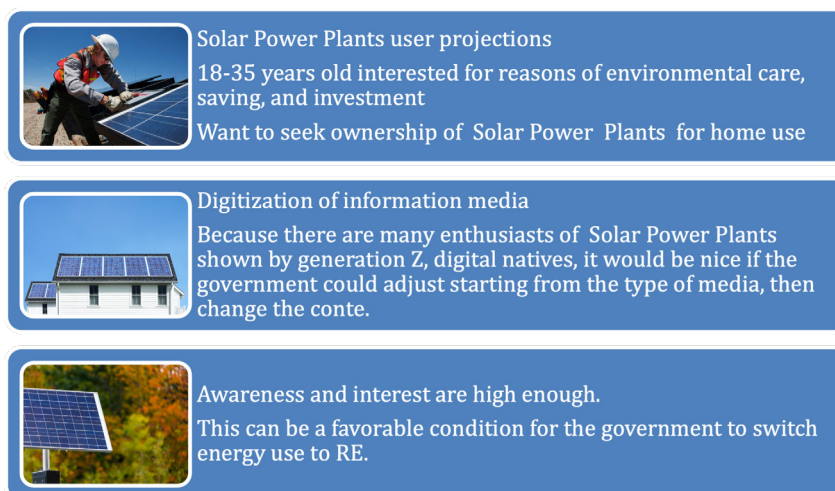 Solar Power Plants user projections
18-35 years old interested for reasons of environmental care,
saving, and investment
Want to seek ownership of Solar Power Plants for home use
Digitization of information media
Because there are many enthusiasts of Solar Power Plants
shown by generation Z, digital natives, it would be nice if the
government could adjust starting from the type of media, then
change the conte.
Awareness and interest are high enough.
This can be a favorable condition for the government to switch
energy use to RE.